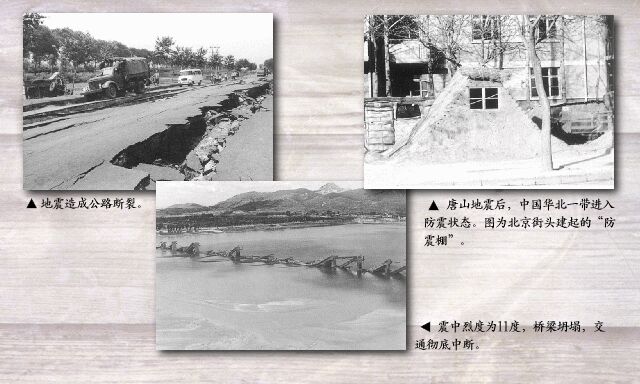 ▲ 地震造成公路断裂。
▲ 唐山地震后，中国华北一带进入
防震状态。图为北京街头建起的“防
震棚”。
◀ 震中烈度为11度，桥梁坍塌，交
通彻底中断。